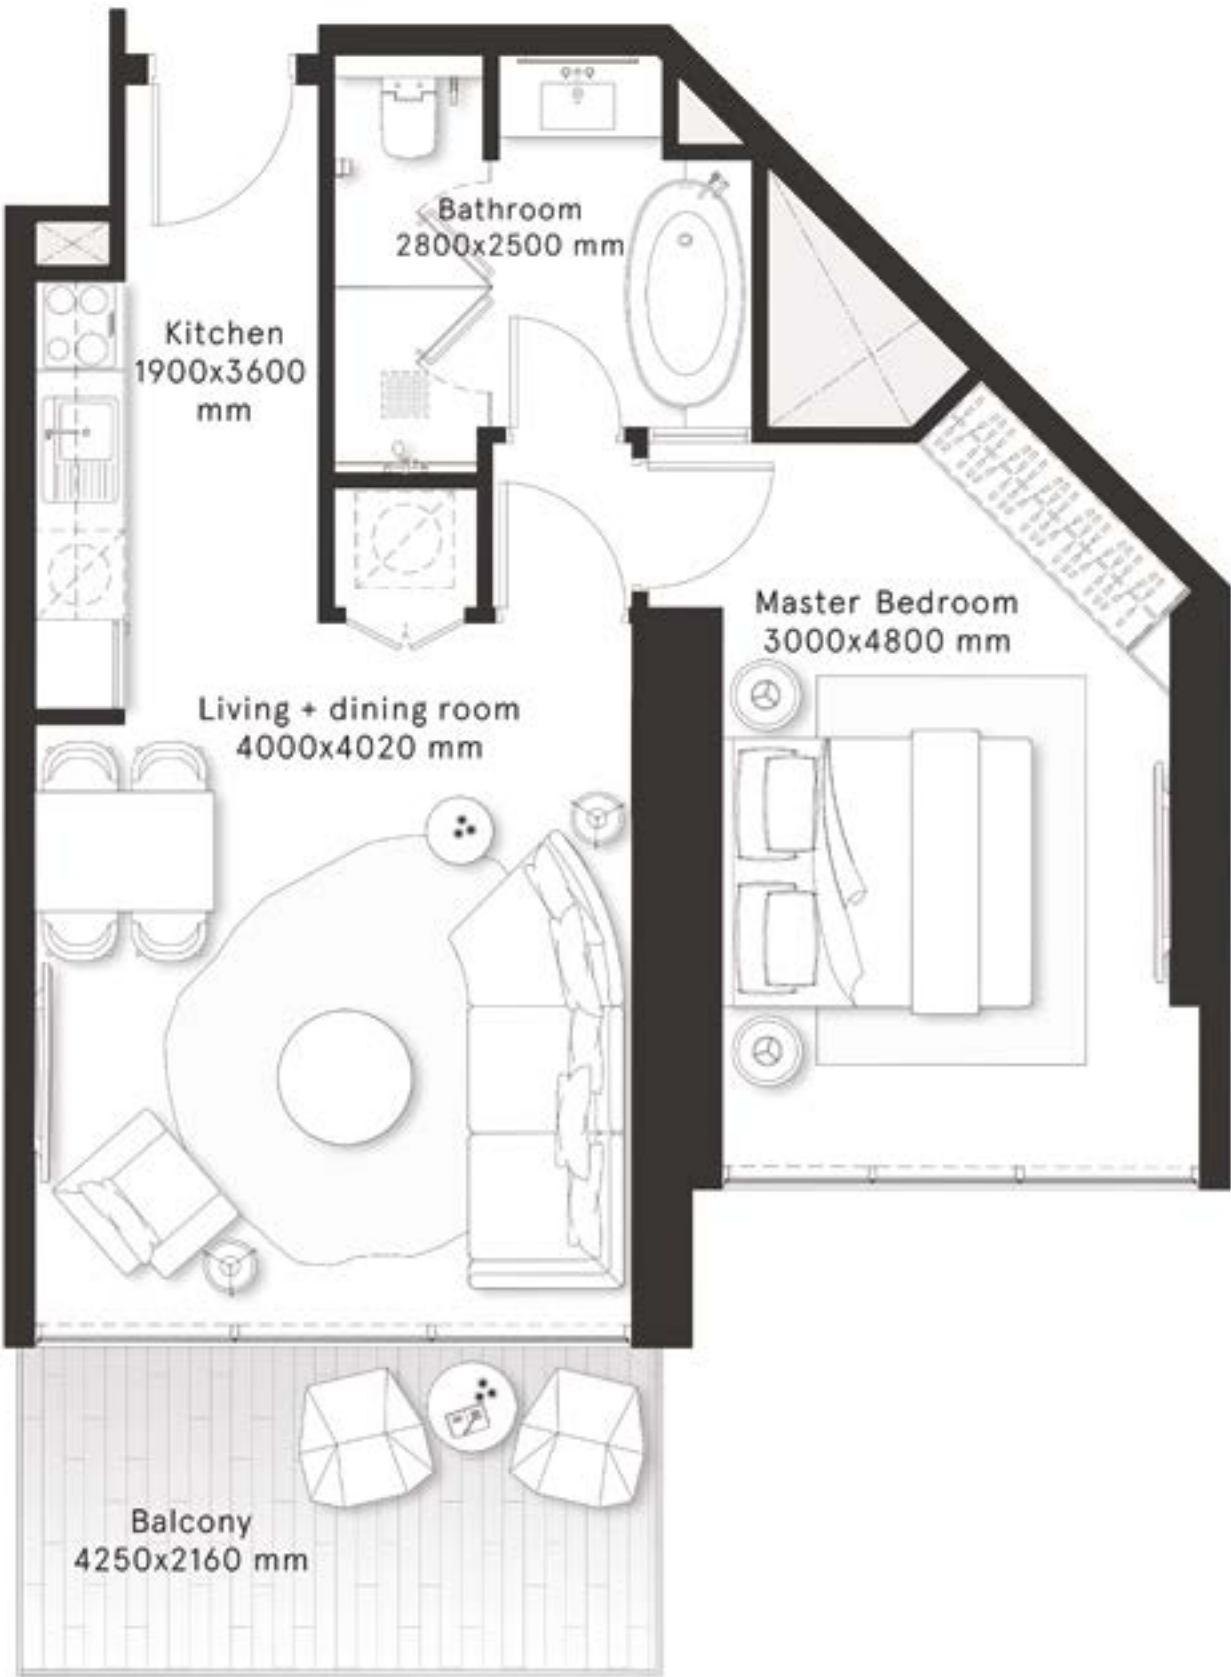 Bathroom
2800x2500 mm
Kitchen
1900x3600
mm
Master Bedroom
3000x4800 mm
Living + dining room
4000x4020 mm
Balcony
4250x2160 mm